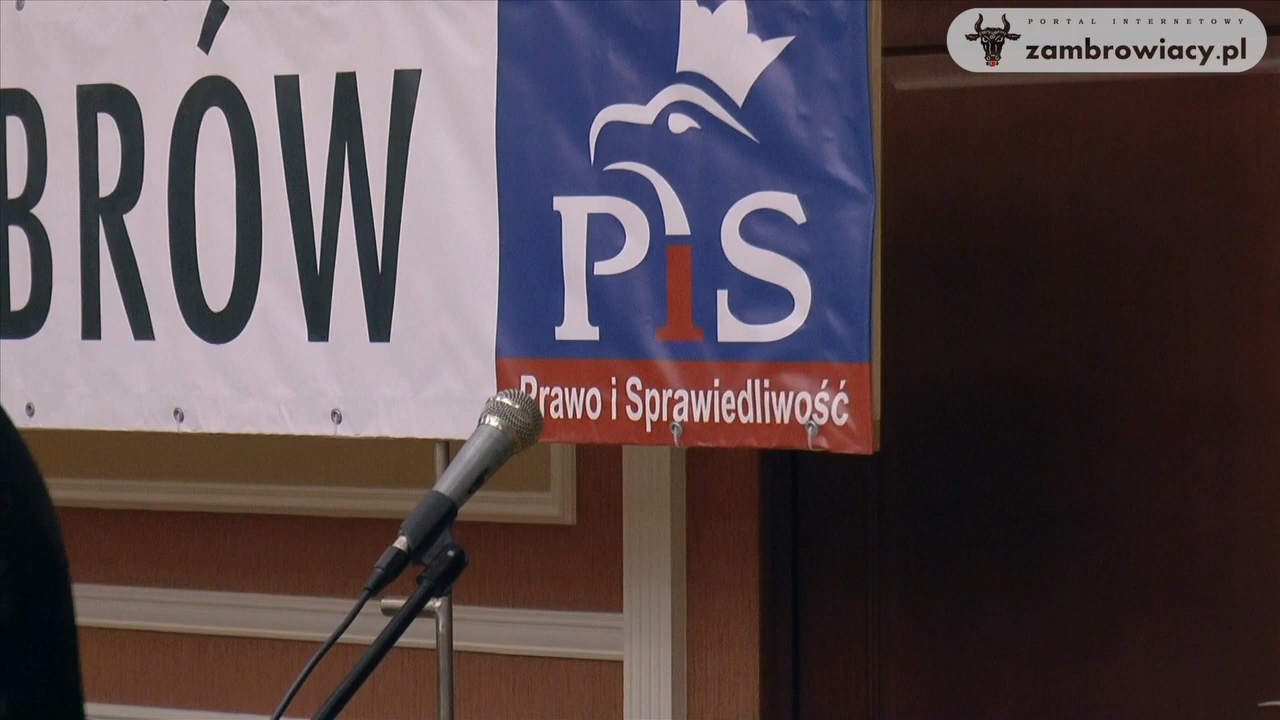 PORTAL INTERNETOWY
zambrowiacy.pl
BRÓW
PiS
Prawo i Sprawiedliwość